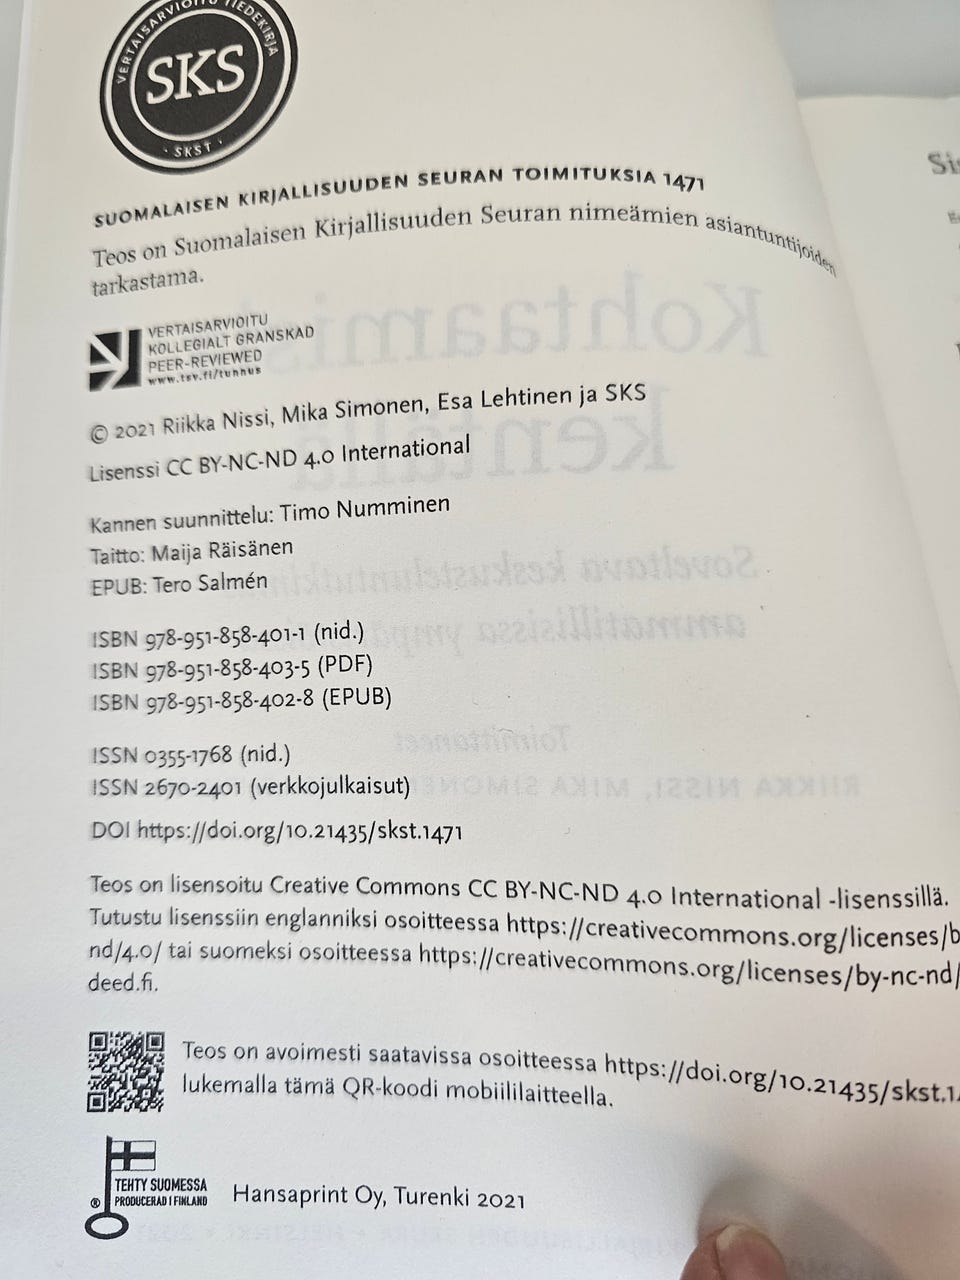 VERTAISARVIOITU TIEDEKIRJA
SKS
· SKST ·
SUOMALAISEN KIRJALLISUUDEN SEURAN TOIMITUKSIA 1471
Teos on Suomalaisen Kirjallisuuden Seuran nimeämien asiantuntijoiden
tarkastama.
VERTAISARVIOITU
KOLLEGIALT GRANSKAD
PEER-REVIEWED
www.tsv.fi/tunnus
© 2021 Riikka Nissi, Mika Simonen, Esa Lehtinen ja SKS
Lisenssi CC BY-NC-ND 4.0 International
Kannen suunnittelu: Timo Numminen
Taitto: Maija Räisänen
EPUB: Tero Salmén
ISBN 978-951-858-401-1 (nid.)
ISBN 978-951-858-403-5 (PDF)
ISBN 978-951-858-402-8 (EPUB)
ISSN 0355-1768 (nid.)
ISSN 2670-2401 (verkkojulkaisut)
DOI https://doi.org/10.21435/skst.1471
Teos on lisensoitu Creative Commons CC BY-NC-ND 4.0 International -lisenssillä.
Tutustu lisenssiin englanniksi osoitteessa https://creativecommons.org/licenses/b
nd/4.0/ tai suomeksi osoitteessa https://creativecommons.org/licenses/by-nc-nd/
deed.fi.
Teos on avoimesti saatavissa osoitteessa https://doi.org/10.21435/skst.1
lukemalla tämä QR-koodi mobiililaitteella.
TEHTY SUOMESSA
® PRODUCERAD I FINLAND
Hansaprint Oy, Turenki 2021